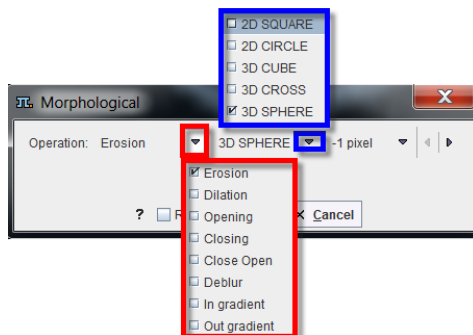 2D SQUARE
2D CIRCLE
3D CUBE
3D CROSS
3D SPHERE
Morphological
X
Operation: Erosion 3D SPHERE -1 pixel
Erosion
Dilation
Opening
Closing
Close Open
Deblur
In gradient
Out gradient
? R X Cancel